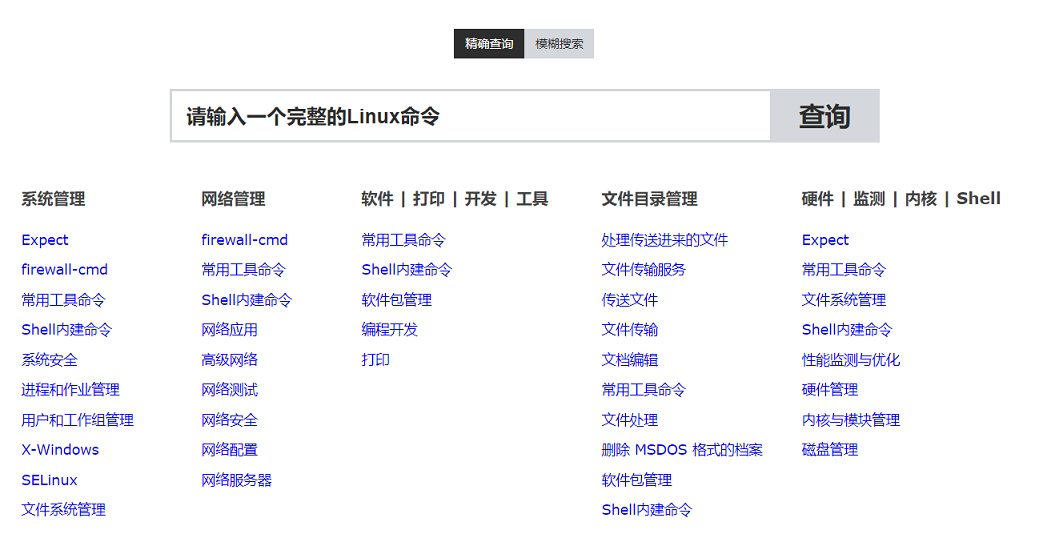 精确查询 模糊搜索
请输入一个完整的Linux命令 查询
系统管理
Expect
firewall-cmd
常用工具命令
Shell内建命令
系统安全
进程和作业管理
用户和工作组管理
X-Windows
SELinux
文件系统管理
网络管理
firewall-cmd
常用工具命令
Shell内建命令
网络应用
高级网络
网络测试
网络安全
网络配置
网络服务器
软件 | 打印 | 开发 | 工具
常用工具命令
Shell内建命令
软件包管理
编程开发
打印
文件目录管理
处理传送进来的文件
文件传输服务
传送文件
文件传输
文档编辑
常用工具命令
文件处理
删除 MSDOS 格式的档案
软件包管理
Shell内建命令
硬件 | 监测 | 内核 | Shell
Expect
常用工具命令
文件系统管理
Shell内建命令
性能监测与优化
硬件管理
内核与模块管理
磁盘管理